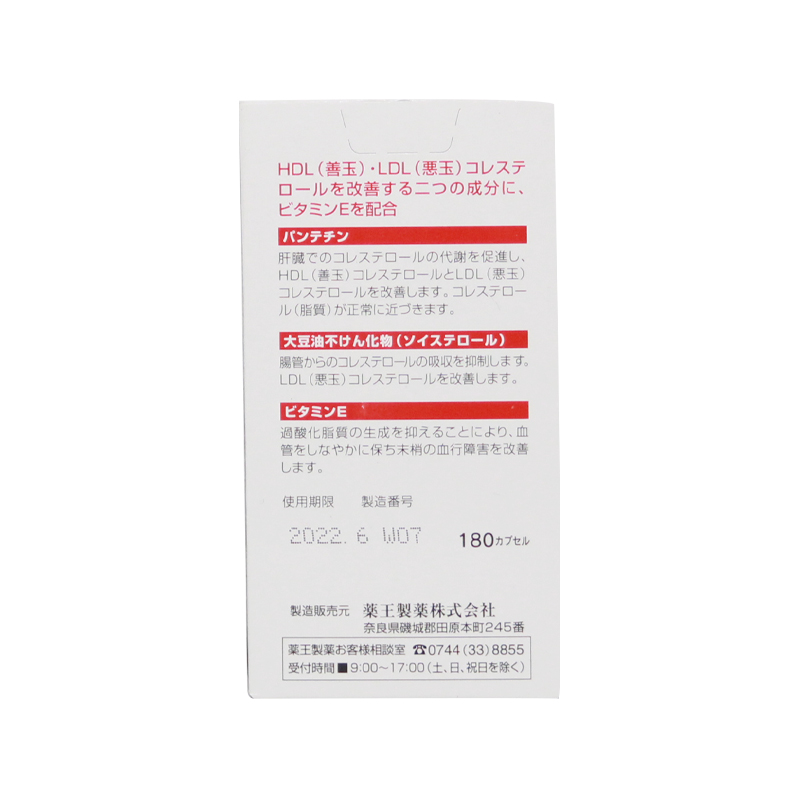 HDL(善玉)・LDL(悪玉)コレステ
ロールを改善する二つの成分に、
ビタミンEを配合
パンテチン
肝臓でのコレステロールの代謝を促進し、
HDL(善玉)コレステロールとLDL(悪玉)
コレステロールを改善します。コレステロー
ル(脂質)が正常に近づきます。
大豆油不けん化物(ソイステロール)
腸管からのコレステロールの吸収を抑制します。
LDL(悪玉)コレステロールを改善します。
ビタミンE
過酸化脂質の生成を抑えることにより、血
管をしなやかに保ち末梢の血行障害を改善
します。
使用期限 製造番号
2022.6 W07 180カプセル
製造販売元 薬王製薬株式会社
奈良県磯城郡田原本町245番
薬王製薬お客様相談室 ☎0744(33)8855
受付時間■9:00〜17:00(土、日、祝日を除く)